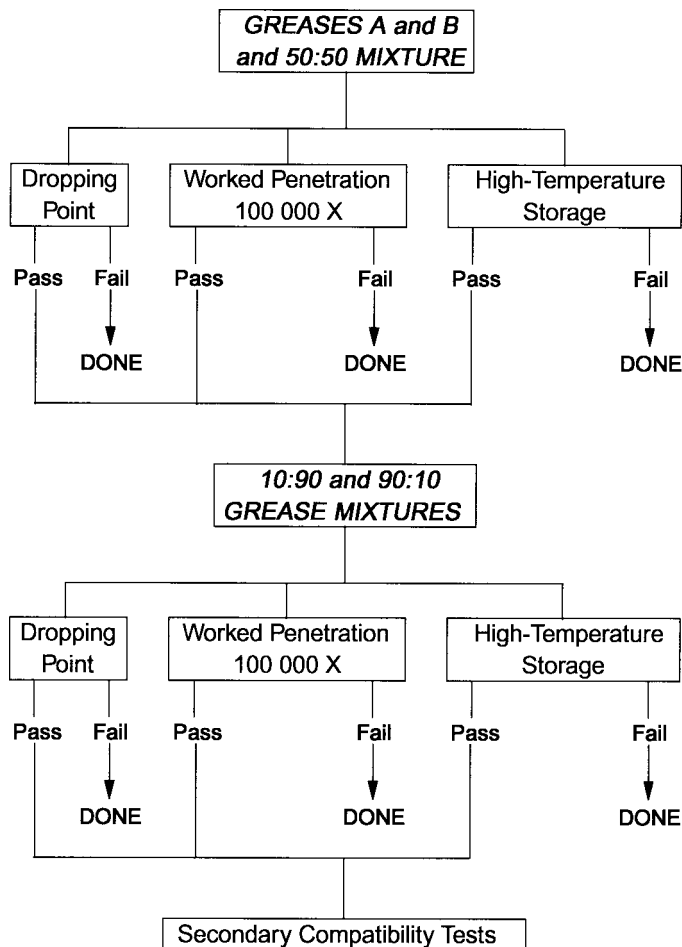 GREASES A and B
and 50:50 MIXTURE
Dropping
Point
Worked Penetration
100 000 X
High-Temperature
Storage
Pass Fail Pass Fail Pass Fail
DONE DONE DONE
10:90 and 90:10
GREASE MIXTURES
Dropping
Point
Worked Penetration
100 000 X
High-Temperature
Storage
Pass Fail Pass Fail Pass Fail
DONE DONE DONE
Secondary Compatibility Tests